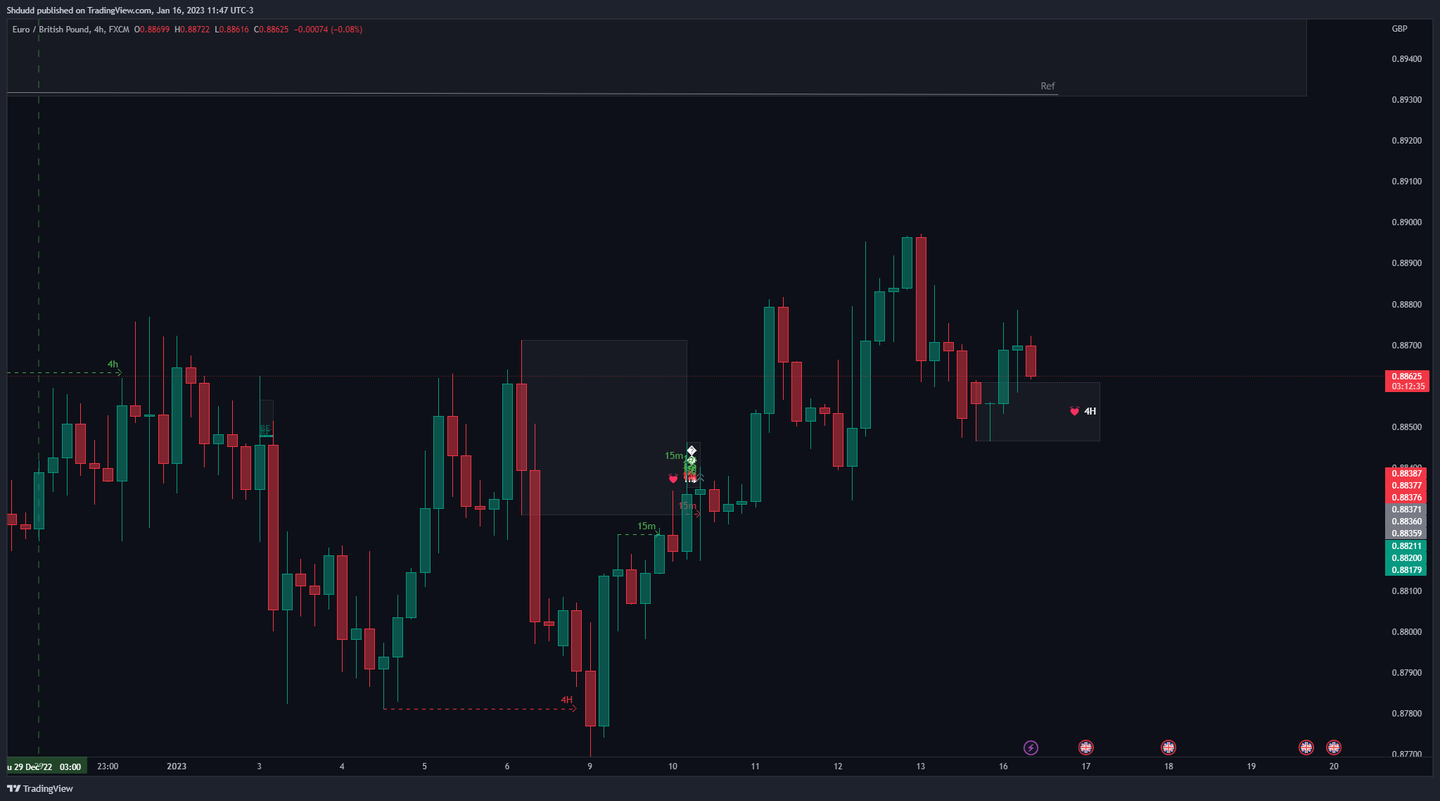 Shdudd published on TradingView.com, Jan 16, 2023 11:47 UTC-3
Euro / British Pound, 4h, FXCM O0.88699 H0.88722 L0.88616 C0.88625 −0.00074 (−0.08%)
GBP
0.89400
Ref
0.89300
0.89200
0.89100
0.89000
0.88900
0.88800
0.88700
4h
0.88625
03:12:35
4H
0.88500
15m
0.88387
0.88377
0.88376
15m
0.88371
0.88360
15m
0.88359
0.88211
0.88200
0.88179
0.88100
0.88000
0.87900
4H
0.87800
0.87700
u 29 Dec '22 03:00 23:00 2023 3 4 5 6 9 10 11 12 13 16 17 18 19 20
TradingView